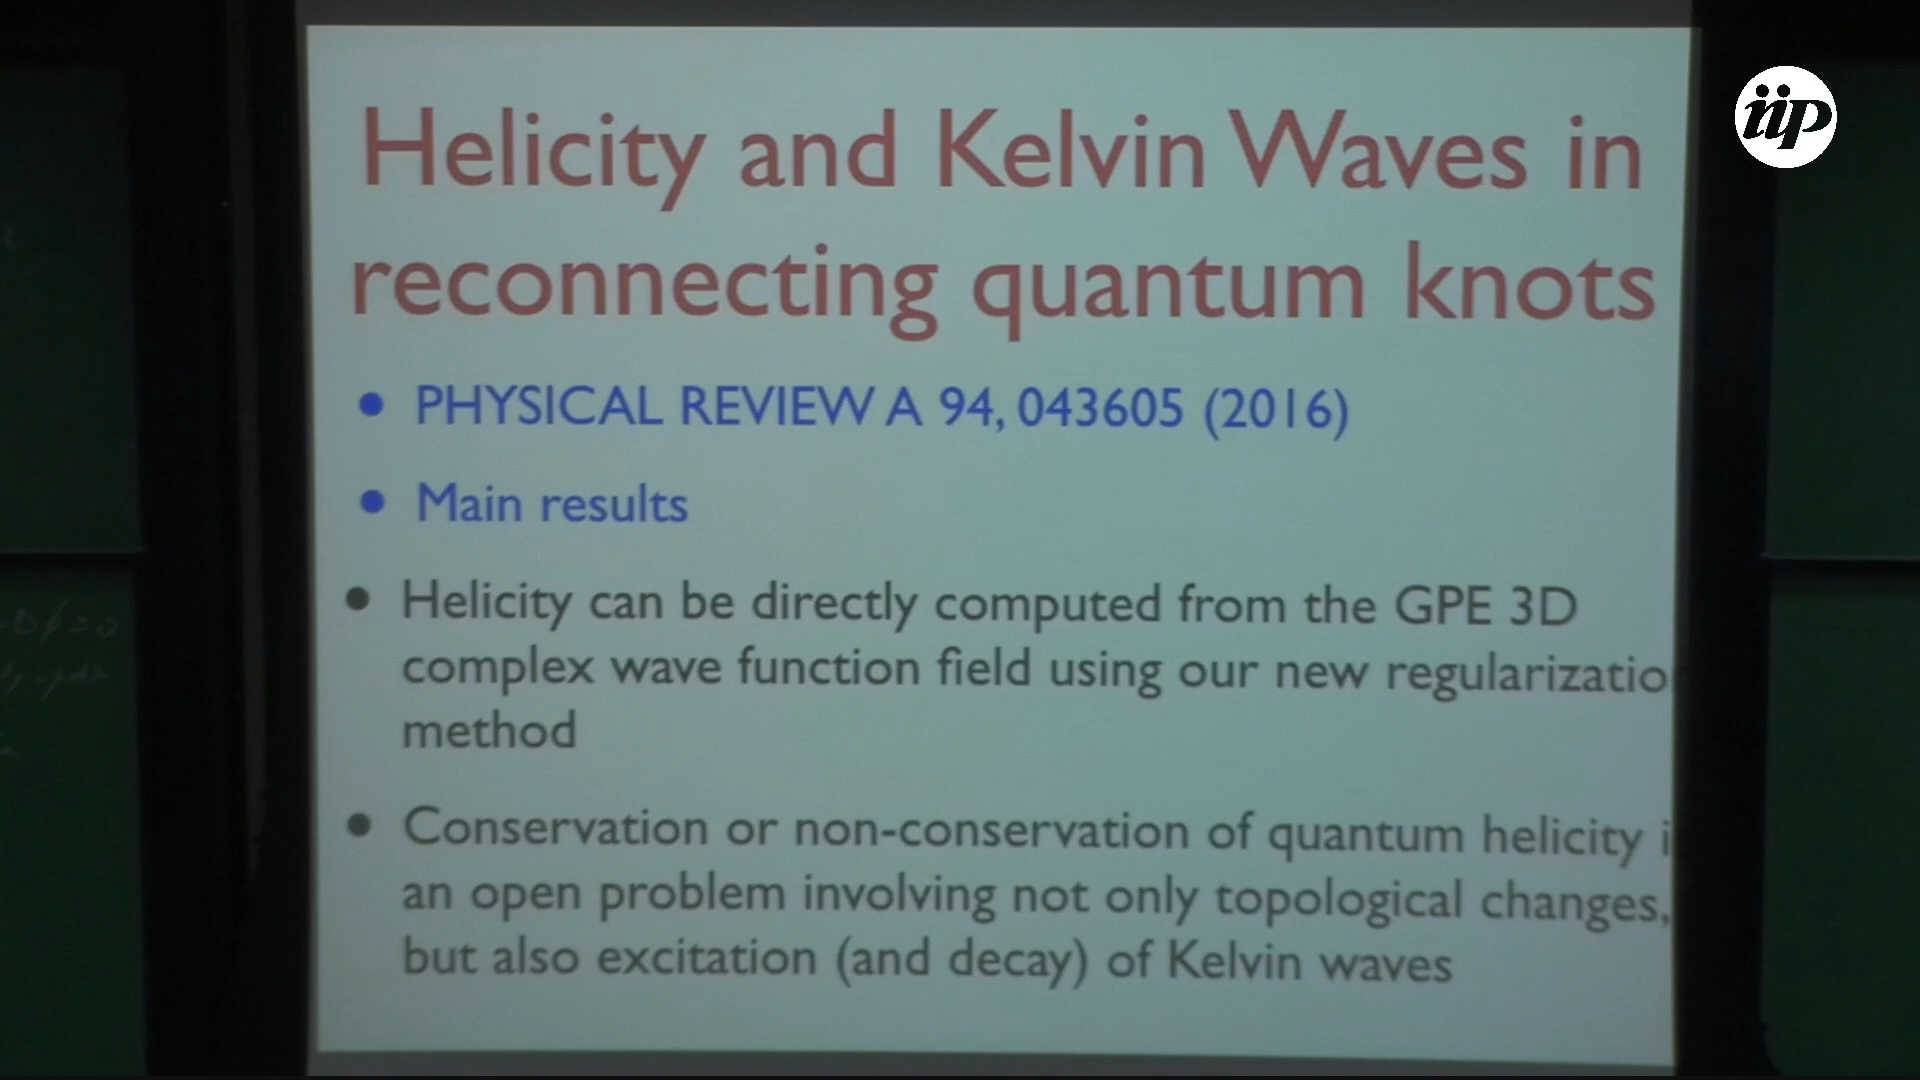 iip
Helicity and Kelvin Waves in
reconnecting quantum knots
• PHYSICAL REVIEW A 94, 043605 (2016)
• Main results
• Helicity can be directly computed from the GPE 3D
complex wave function field using our new regularizatio
method
• Conservation or non-conservation of quantum helicity i
an open problem involving not only topological changes,
but also excitation (and decay) of Kelvin waves